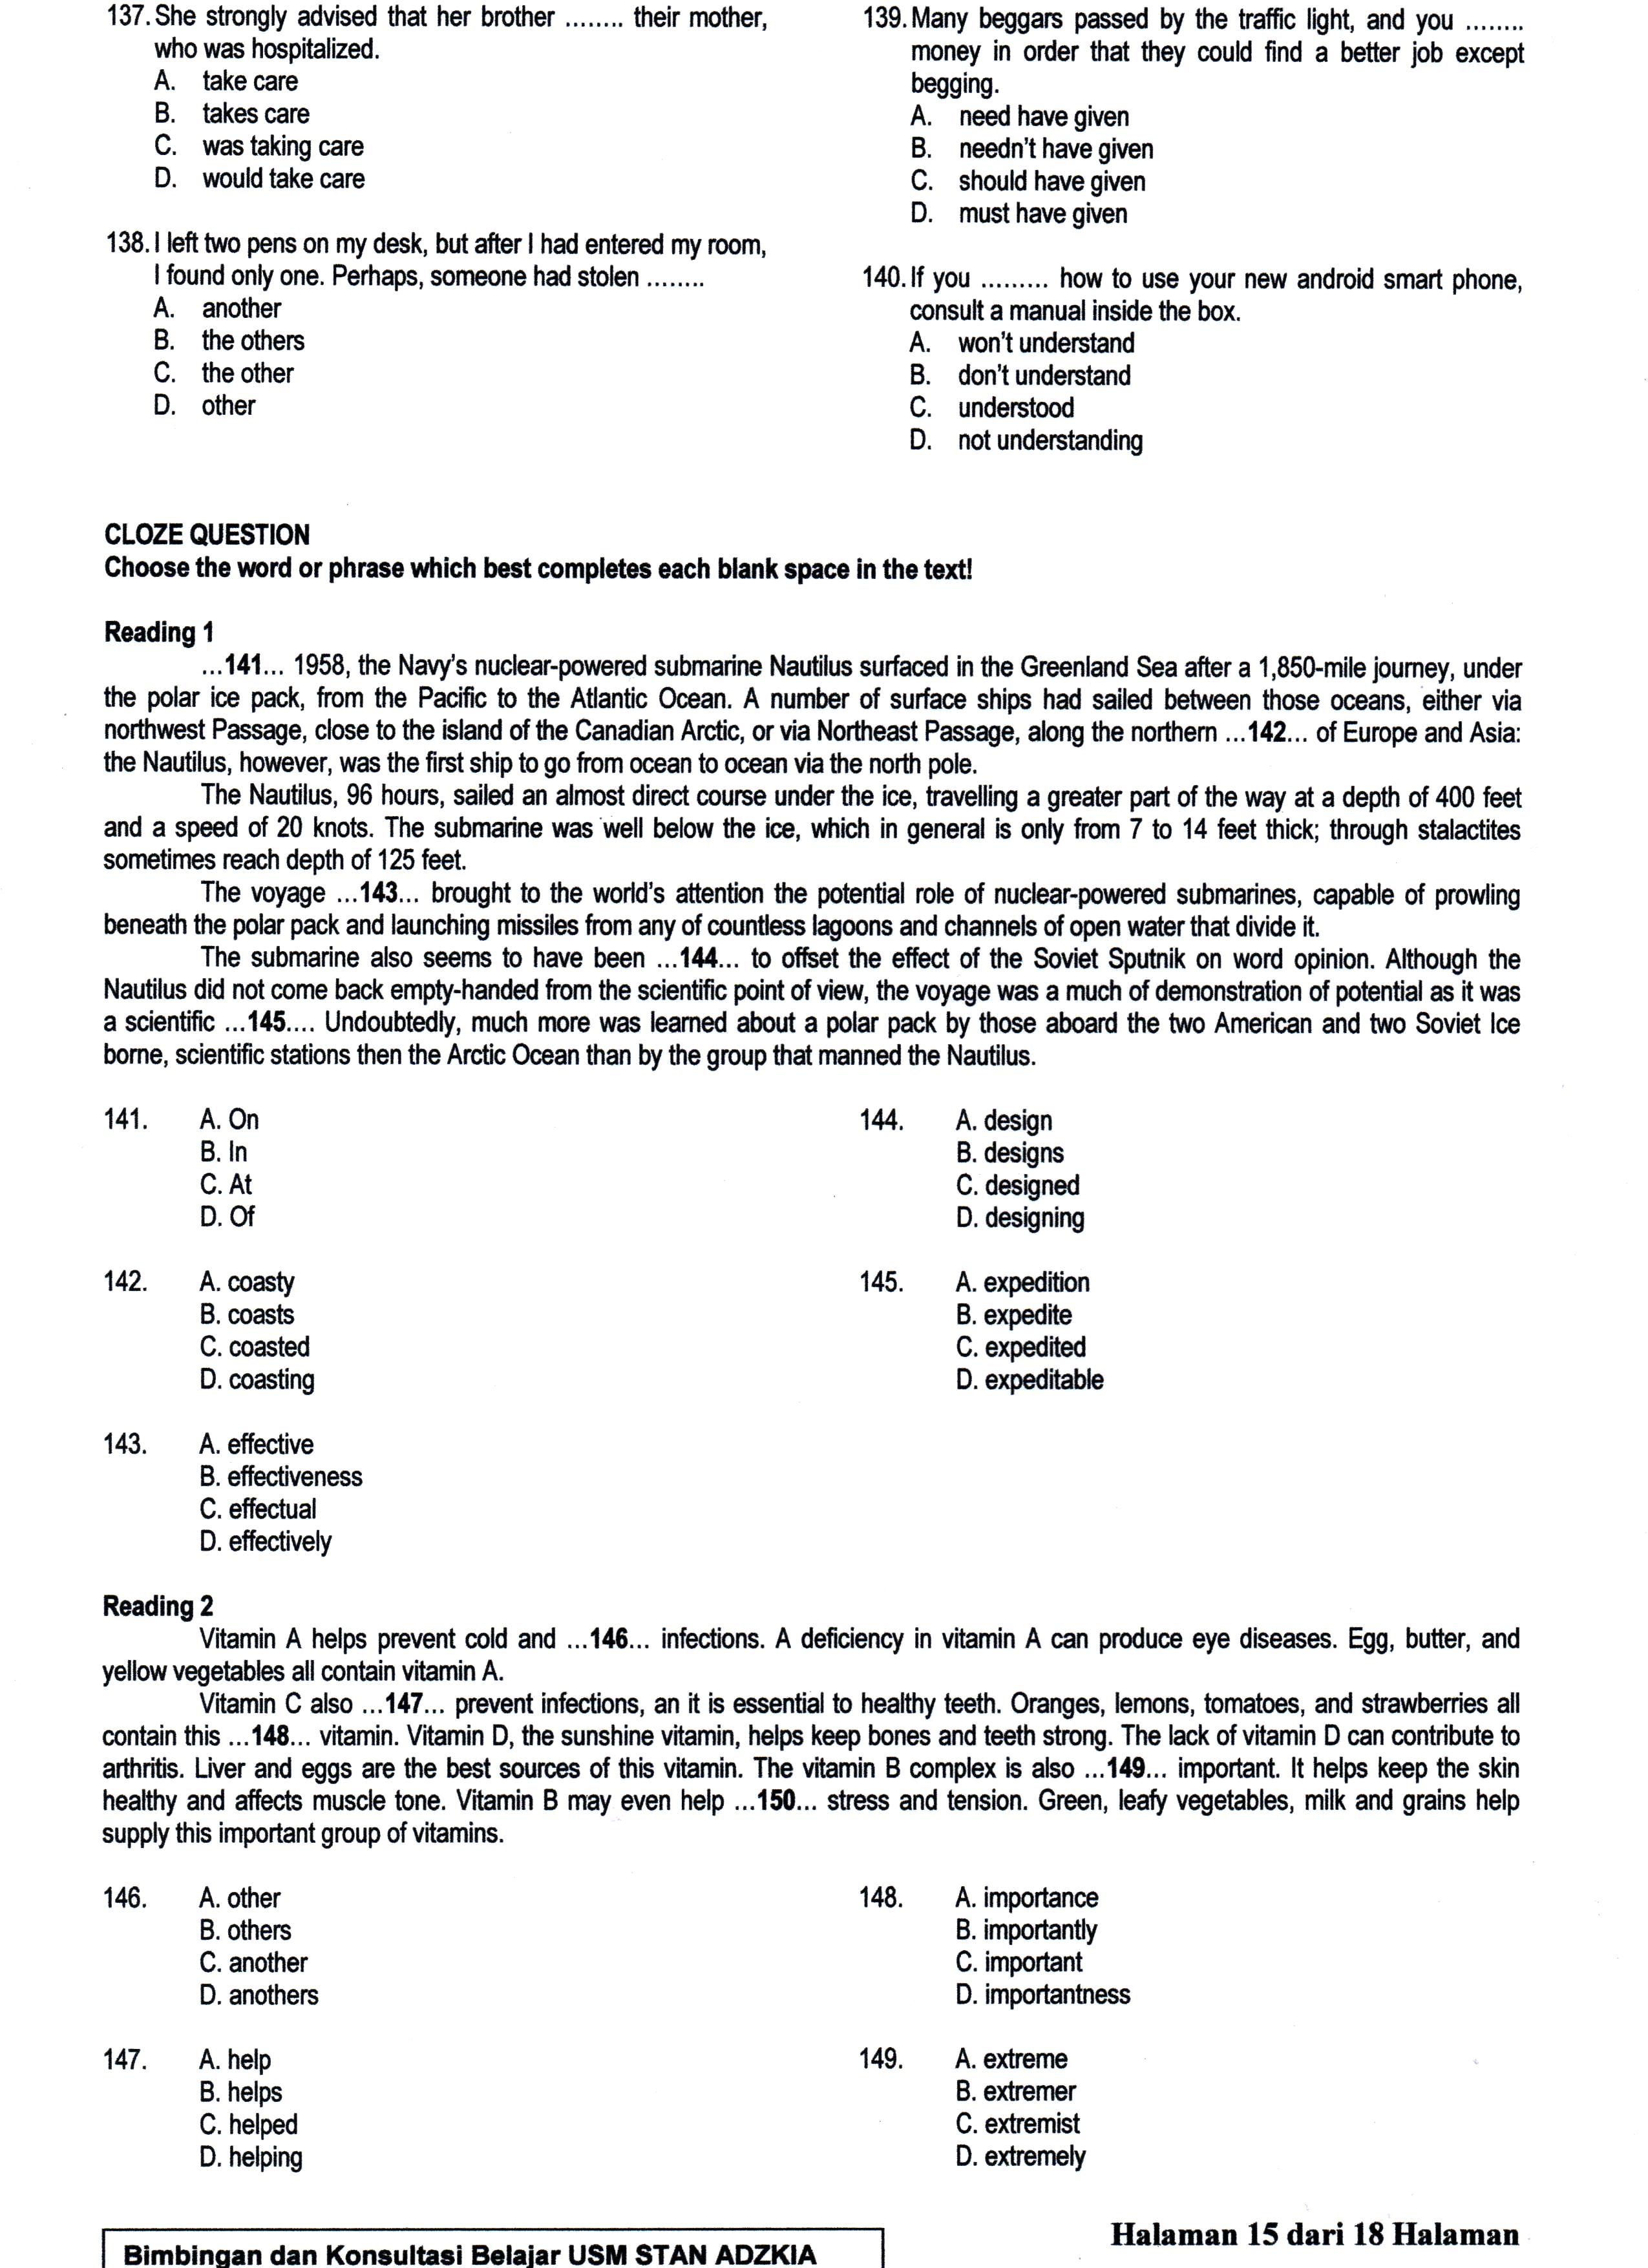 137. She strongly advised that her brother ........ their mother,
who was hospitalized.
A. take care
B. takes care
C. was taking care
D. would take care
138. I left two pens on my desk, but after I had entered my room,
I found only one. Perhaps, someone had stolen ........
A. another
B. the others
C. the other
D. other
139. Many beggars passed by the traffic light, and you ........
money in order that they could find a better job except
begging.
A. need have given
B. needn't have given
C. should have given
D. must have given
140. If you ......... how to use your new android smart phone,
consult a manual inside the box.
A. won't understand
B. don't understand
C. understood
D. not understanding
CLOZE QUESTION
Choose the word or phrase which best completes each blank space in the text!
Reading 1
...141... 1958, the Navy's nuclear-powered submarine Nautilus surfaced in the Greenland Sea after a 1,850-mile journey, under
the polar ice pack, from the Pacific to the Atlantic Ocean. A number of surface ships had sailed between those oceans, either via
northwest Passage, close to the island of the Canadian Arctic, or via Northeast Passage, along the northern ...142... of Europe and Asia:
the Nautilus, however, was the first ship to go from ocean to ocean via the north pole.
The Nautilus, 96 hours, sailed an almost direct course under the ice, travelling a greater part of the way at a depth of 400 feet
and a speed of 20 knots. The submarine was well below the ice, which in general is only from 7 to 14 feet thick; through stalactites
sometimes reach depth of 125 feet.
The voyage ...143... brought to the world's attention the potential role of nuclear-powered submarines, capable of prowling
beneath the polar pack and launching missiles from any of countless lagoons and channels of open water that divide it.
The submarine also seems to have been ...144... to offset the effect of the Soviet Sputnik on word opinion. Although the
Nautilus did not come back empty-handed from the scientific point of view, the voyage was a much of demonstration of potential as it was
a scientific ...145.... Undoubtedly, much more was learned about a polar pack by those aboard the two American and two Soviet Ice
borne, scientific stations then the Arctic Ocean than by the group that manned the Nautilus.
141. A. On
B. In
C. At
D. Of
142. A. coasty
B. coasts
C. coasted
D. coasting
143. A. effective
B. effectiveness
C. effectual
D. effectively
144. A. design
B. designs
C. designed
D. designing
145. A. expedition
B. expedite
C. expedited
D. expeditable
Reading 2
Vitamin A helps prevent cold and ...146... infections. A deficiency in vitamin A can produce eye diseases. Egg, butter, and
yellow vegetables all contain vitamin A.
Vitamin C also ...147... prevent infections, an it is essential to healthy teeth. Oranges, lemons, tomatoes, and strawberries all
contain this ...148... vitamin. Vitamin D, the sunshine vitamin, helps keep bones and teeth strong. The lack of vitamin D can contribute to
arthritis. Liver and eggs are the best sources of this vitamin. The vitamin B complex is also ...149... important. It helps keep the skin
healthy and affects muscle tone. Vitamin B may even help ...150... stress and tension. Green, leafy vegetables, milk and grains help
supply this important group of vitamins.
146. A. other
B. others
C. another
D. anothers
147. A. help
B. helps
C. helped
D. helping
148. A. importance
B. importantly
C. important
D. importantness
149. A. extreme
B. extremer
C. extremist
D. extremely
Halaman 15 dari 18 Halaman
Bimbingan dan Konsultasi Belajar USM STAN ADZKIA